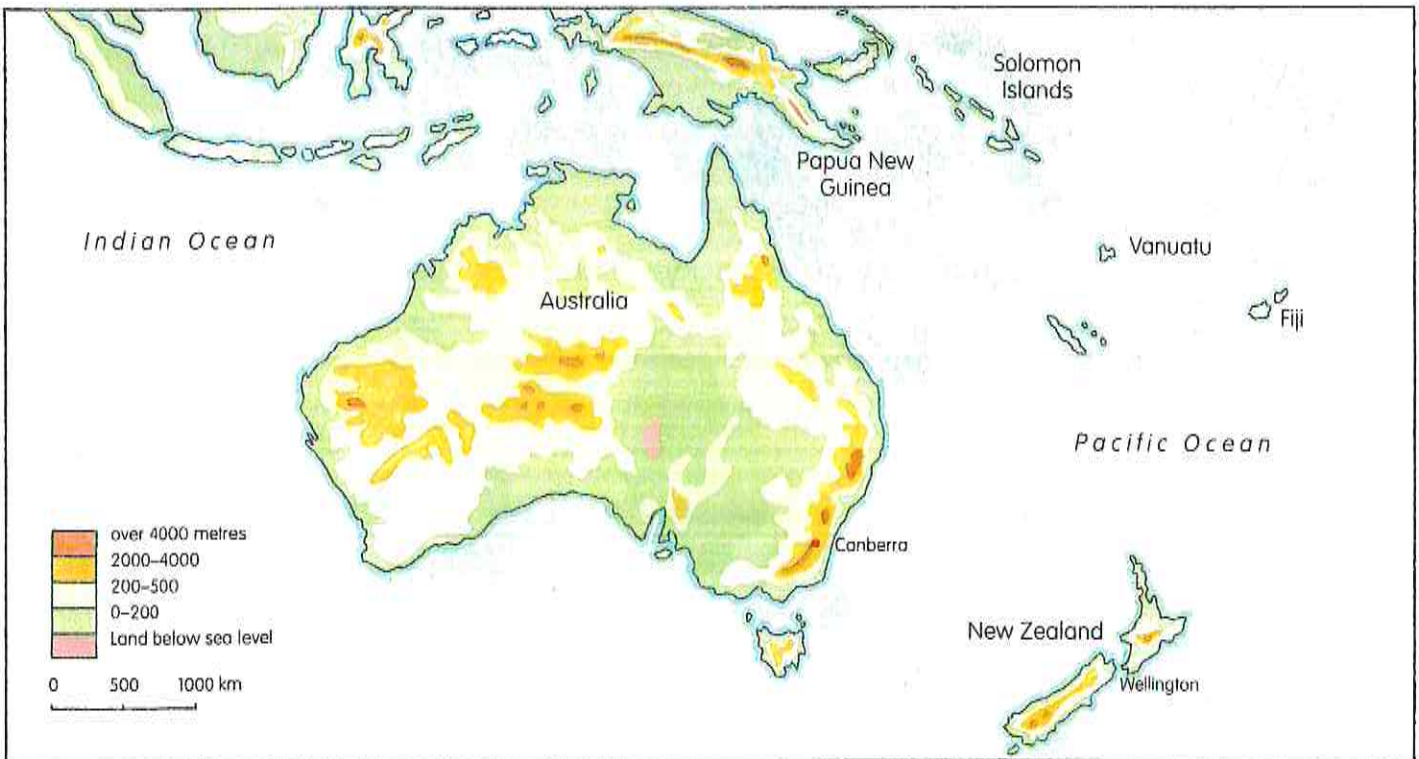 Solomon
Islands
Papua New
Guinea
Indian Ocean
Vanuatu
Australia
Fiji
Pacific Ocean
over 4000 metres
2000–4000
200–500
0–200
Land below sea level
Canberra
New Zealand
Wellington
0 500 1000 km